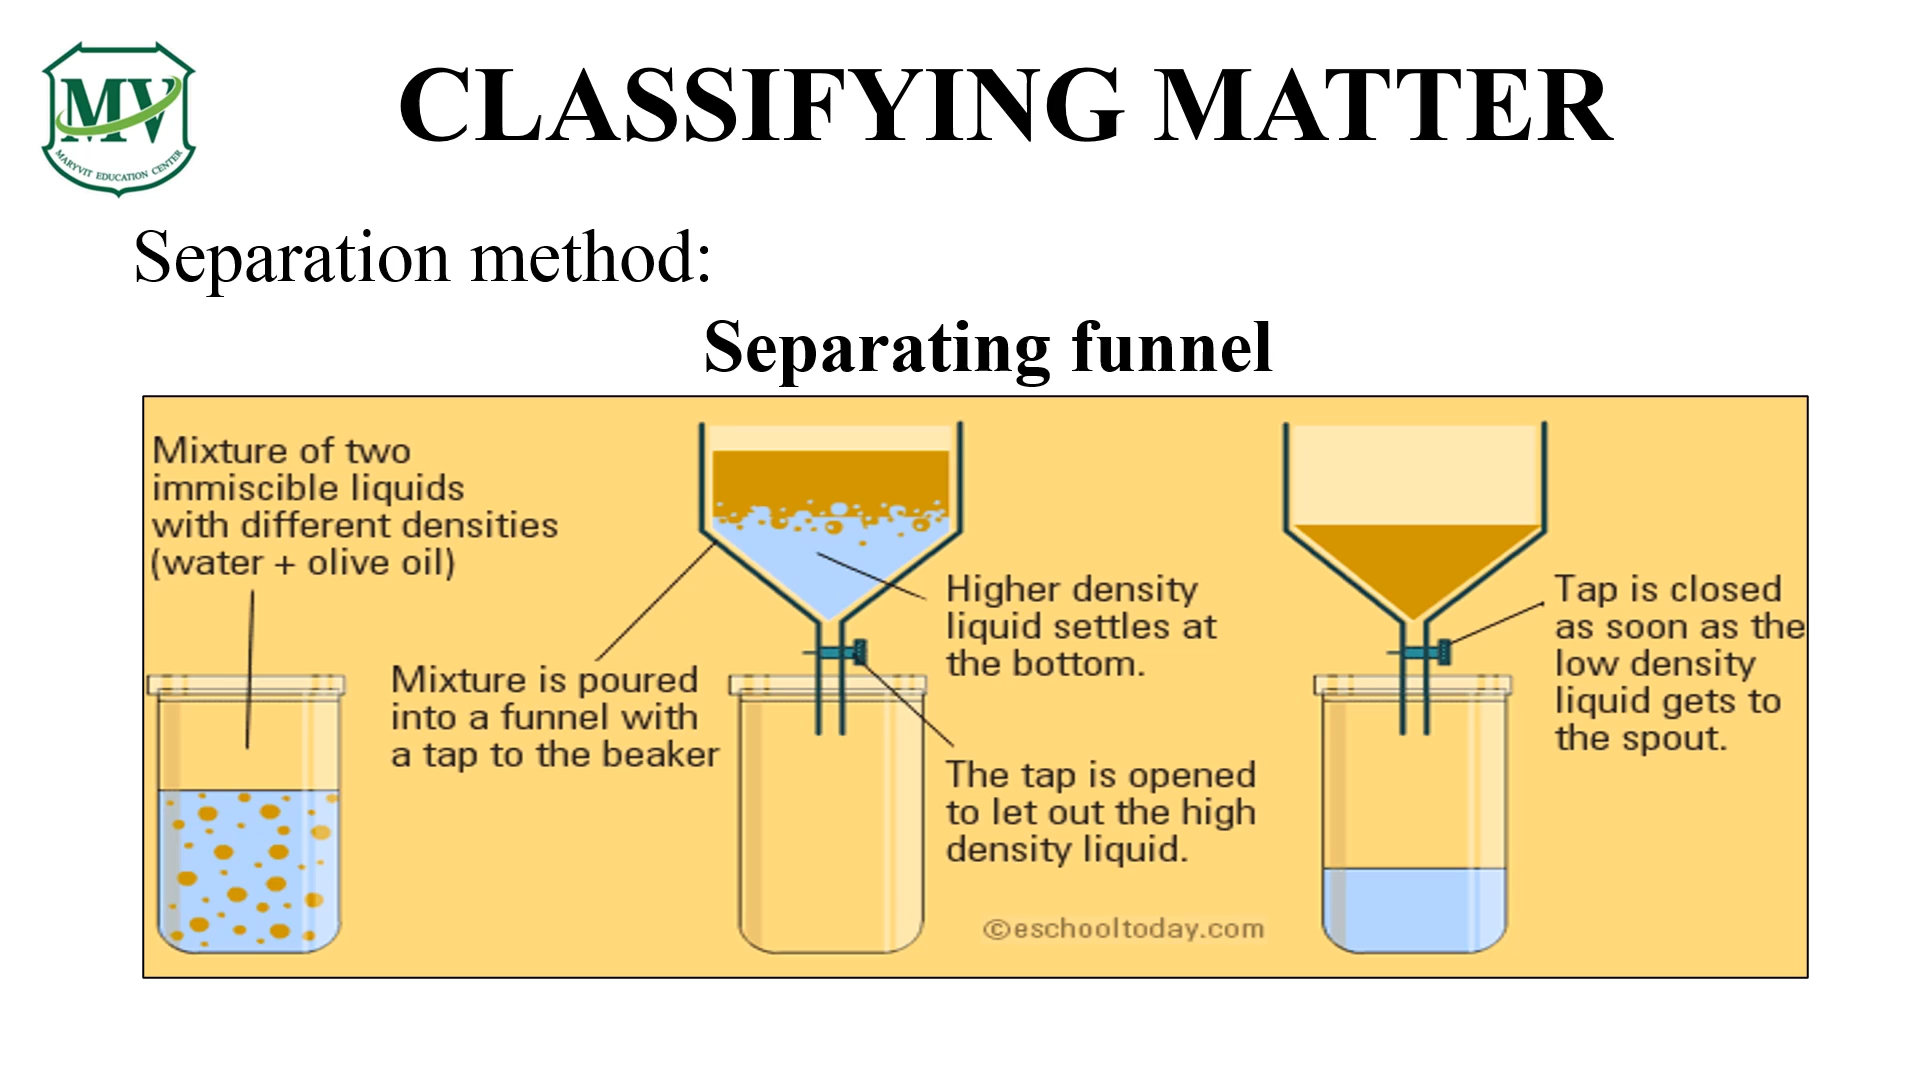 MV
MARYVIT EDUCATION CENTER
CLASSIFYING MATTER
Separation method:
Separating funnel
Mixture of two
immiscible liquids
with different densities
(water + olive oil)
Mixture is poured
into a funnel with
a tap to the beaker
Higher density
liquid settles at
the bottom.
The tap is opened
to let out the high
density liquid.
Tap is closed
as soon as the
low density
liquid gets to
the spout.
©eschooltoday.com